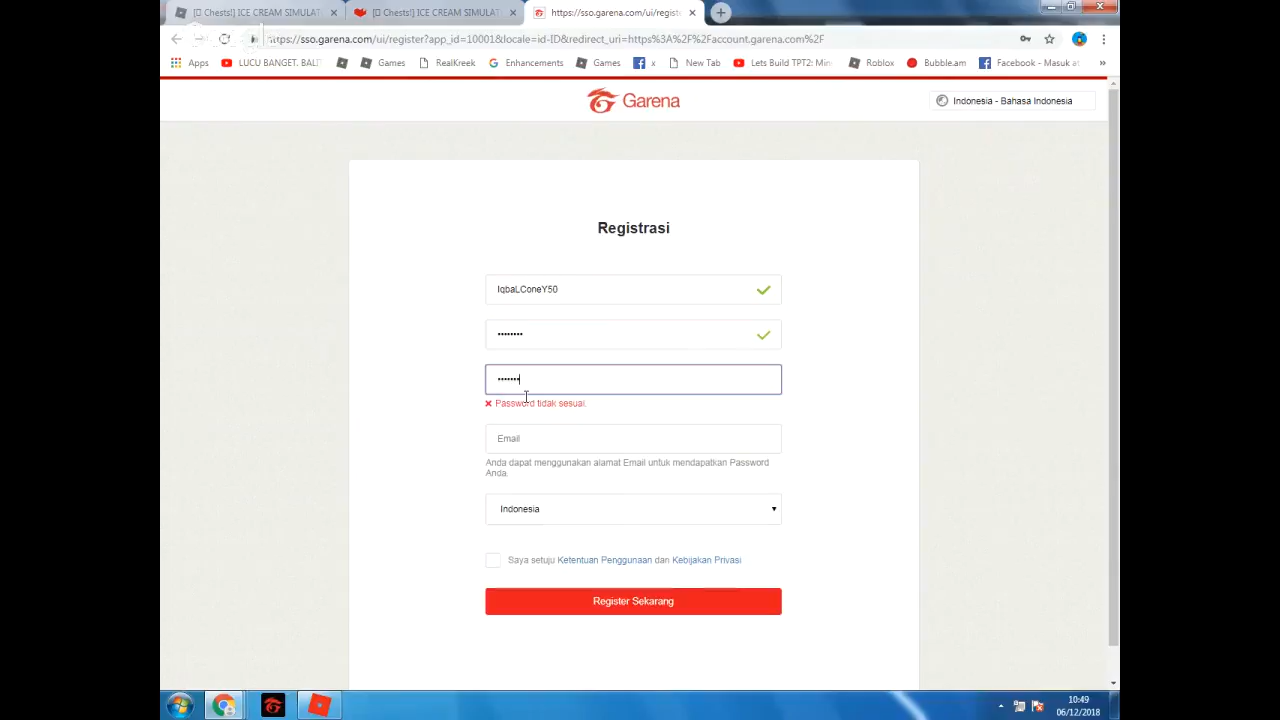 [▯ Chests!] ICE CREAM SIMULAT
[▯ Chests!] ICE CREAM SIMULAT
https://sso.garena.com/ui/regist
https://sso.garena.com/ui/register?app_id=10001&locale=id-ID&redirect_uri=https%3A%2F%2Faccount.garena.com%2F
Apps
LUCU BANGET. BALI
Games
RealKreek
Enhancements
Games
x
New Tab
Lets Build TPT2: Min
Roblox
Bubble.am
Facebook - Masuk at
»
Garena
Indonesia - Bahasa Indonesia
Registrasi
IqbaLConeY50
••••••••
•••••••
Password tidak sesuai.
Email
Anda dapat menggunakan alamat Email untuk mendapatkan Password
Anda.
Indonesia
Saya setuju Ketentuan Penggunaan dan Kebijakan Privasi
Register Sekarang
10:49
06/12/2018